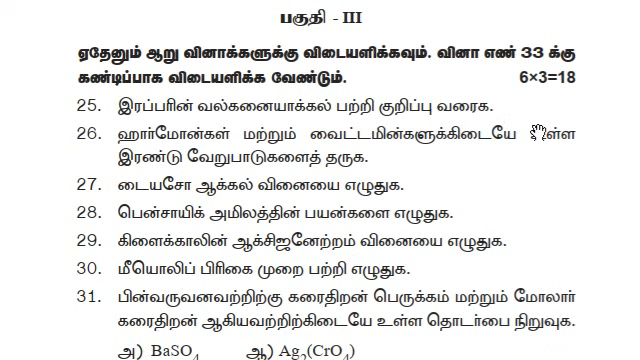 பகுதி - III
ஏதேனும் ஆறு வினாக்களுக்கு விடையளிக்கவும். வினா எண் 33 க்கு
கண்டிப்பாக விடையளிக்க வேண்டும். 6×3=18
25. இரப்பரின் வல்கனையாக்கல் பற்றி குறிப்பு வரைக.
26. ஹார்மோன்கள் மற்றும் வைட்டமின்களுக்கிடையே உள்ள
இரண்டு வேறுபாடுகளைத் தருக.
27. டையசோ ஆக்கல் வினையை எழுதுக.
28. பென்சாயிக் அமிலத்தின் பயன்களை எழுதுக.
29. கிளைக்காலின் ஆக்சிஜனேற்றம் வினையை எழுதுக.
30. மீயொலிப் பிரிகை முறை பற்றி எழுதுக.
31. பின்வருவனவற்றிற்கு கரைதிறன் பெருக்கம் மற்றும் மோலார்
கரைதிறன் ஆகியவற்றிற்கிடையே உள்ள தொடர்பை நிறுவுக.
அ) BaSO₄ ஆ) Ag₂(CrO₄)